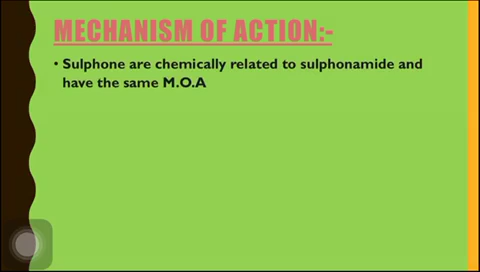 MECHANISM OF ACTION:-
• Sulphone are chemically related to sulphonamide and
have the same M.O.A